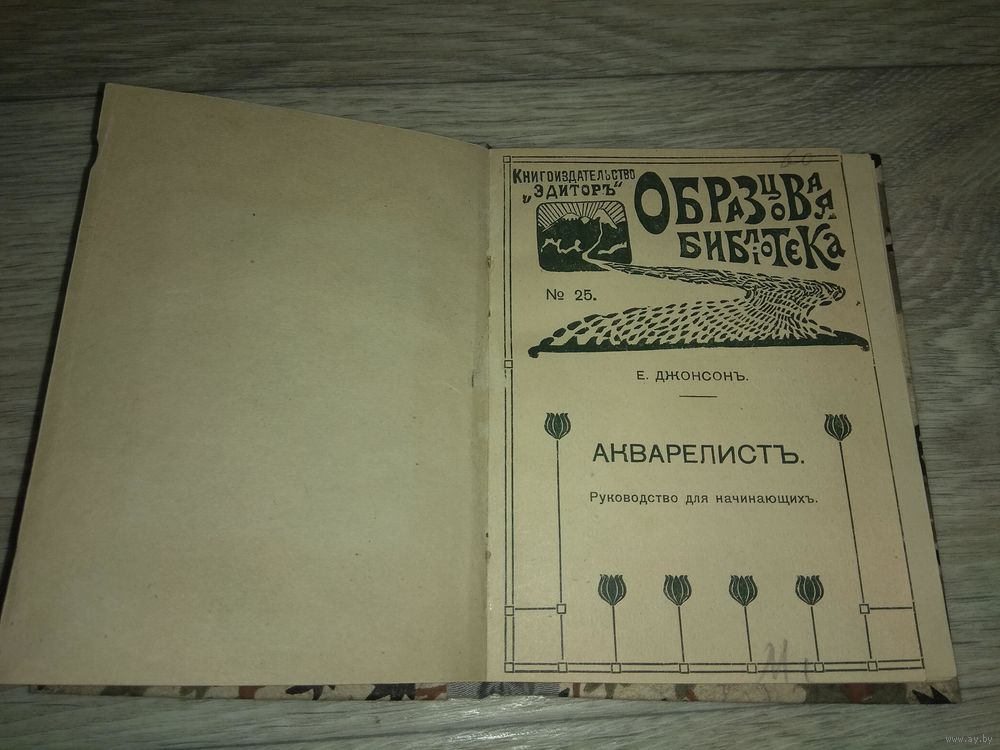 Книгоиздательство
„Эдиторъ“
Образцовая
библіотека
№ 25.
Е. ДЖОНСОНЪ.
АКВАРЕЛИСТЪ.
Руководство для начинающихъ.
www.ay.by